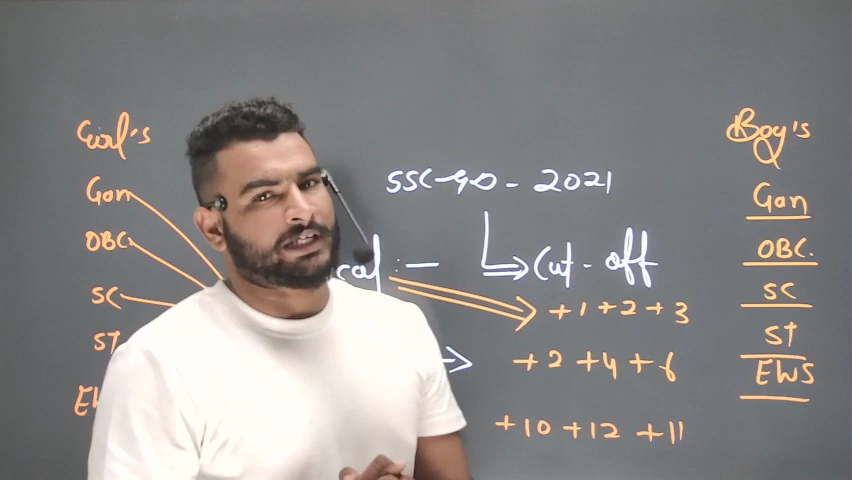 Girl's
Gen
OBC
SC
ST
SSC-GD - 2021
cal :— Cut-off
+1+2+3
+2 +4+6
+10 +12 +11
Boy's
Gen
OBC.
SC
ST
EWS